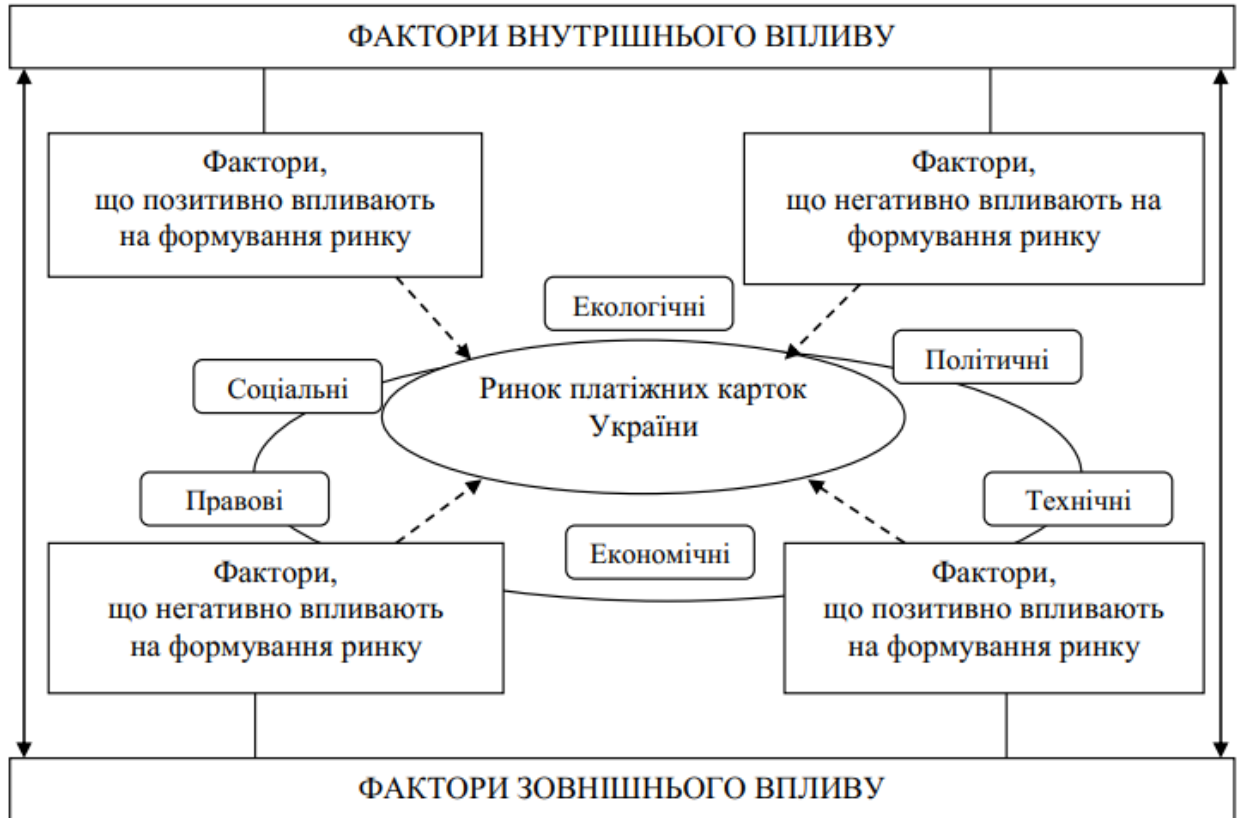 ФАКТОРИ ВНУТРІШНЬОГО ВПЛИВУ
Фактори,
що позитивно впливають
на формування ринку
Фактори,
що негативно впливають на
формування ринку
Екологічні
Соціальні
Політичні
Ринок платіжних карток
України
Правові
Технічні
Економічні
Фактори,
що негативно впливають
на формування ринку
Фактори,
що позитивно впливають
на формування ринку
ФАКТОРИ ЗОВНІШНЬОГО ВПЛИВУ